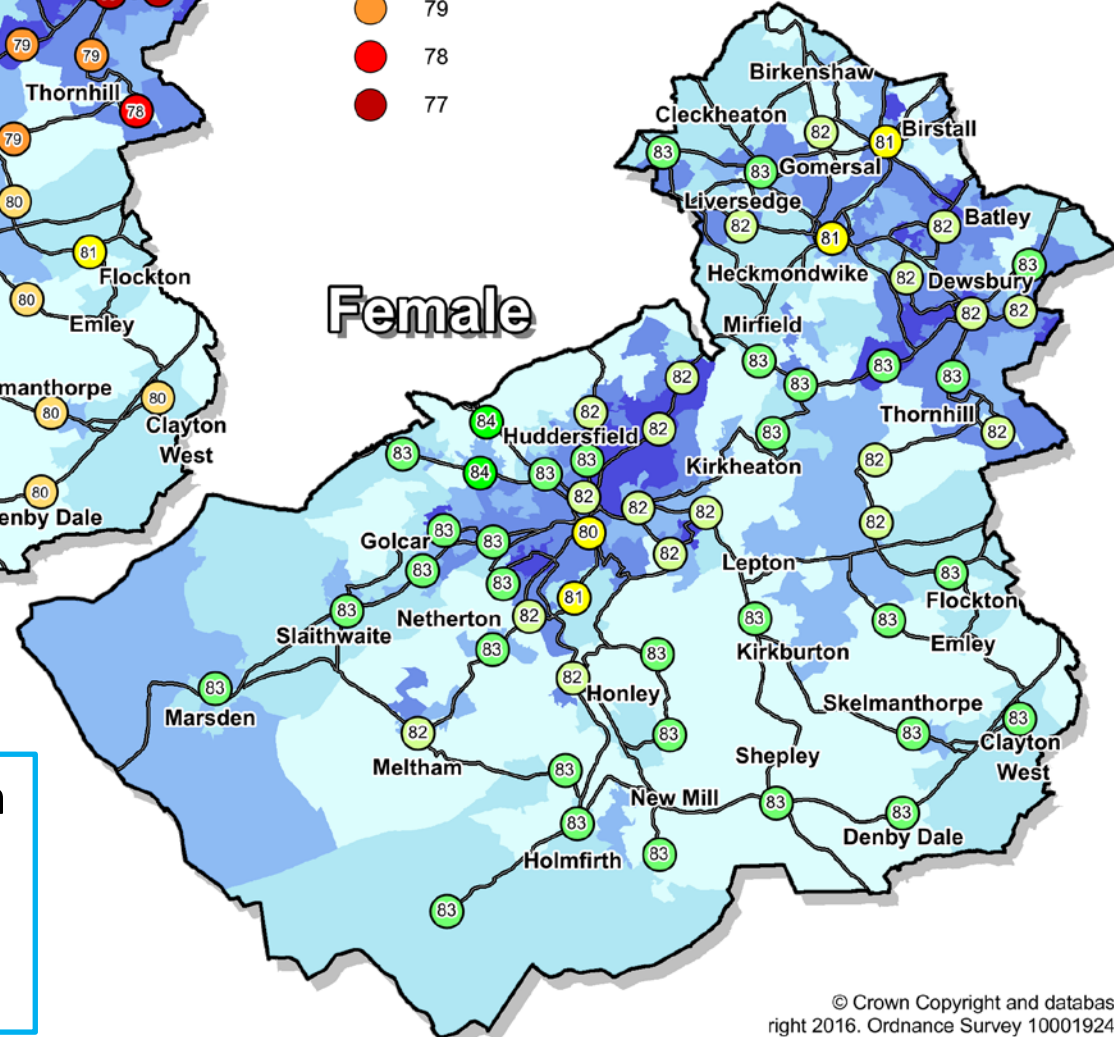 79
78
77
79
79
Thornhill
78
79
80
81
Flockton
80
Emley
manthorpe
80
80
Clayton
West
80
enby Dale
Female
Birkenshaw
Cleckheaton
82
Birstall
81
83
83
Gomersal
Liversedge
82
82
Batley
81
Heckmondwike
82
Dewsbury
83
82
82
Mirfield
83
83
83
83
82
84
82
Huddersfield
82
83
Thornhill
82
83
84
83
83
Kirkheaton
82
82
82
82
82
83
Golcar
83
80
82
83
83
Lepton
83
Flockton
81
83
Netherton
82
83
83
Emley
Slaithwaite
83
83
Kirkburton
82
Honley
83
Marsden
Skelmanthorpe
83
82
83
83
Clayton
West
Meltham
83
Shepley
New Mill
83
83
Denby Dale
83
Holmfirth
83
83
© Crown Copyright and databas
right 2016. Ordnance Survey 10001924